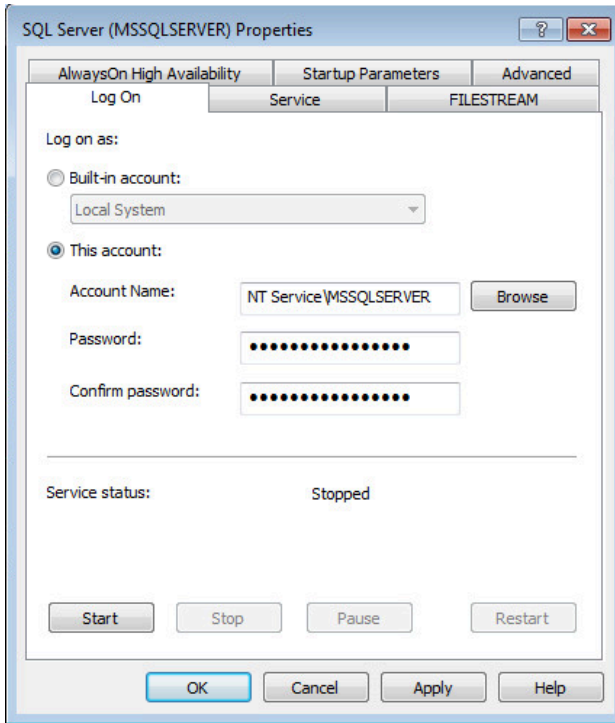 SQL Server (MSSQLSERVER) Properties
AlwaysOn High Availability Startup Parameters Advanced
Log On Service FILESTREAM
Log on as:
Built-in account:
Local System
This account:
Account Name: NT Service\MSSQLSERVER Browse
Password: ••••••••••••••••
Confirm password: ••••••••••••••••
Service status: Stopped
Start Stop Pause Restart
OK Cancel Apply Help